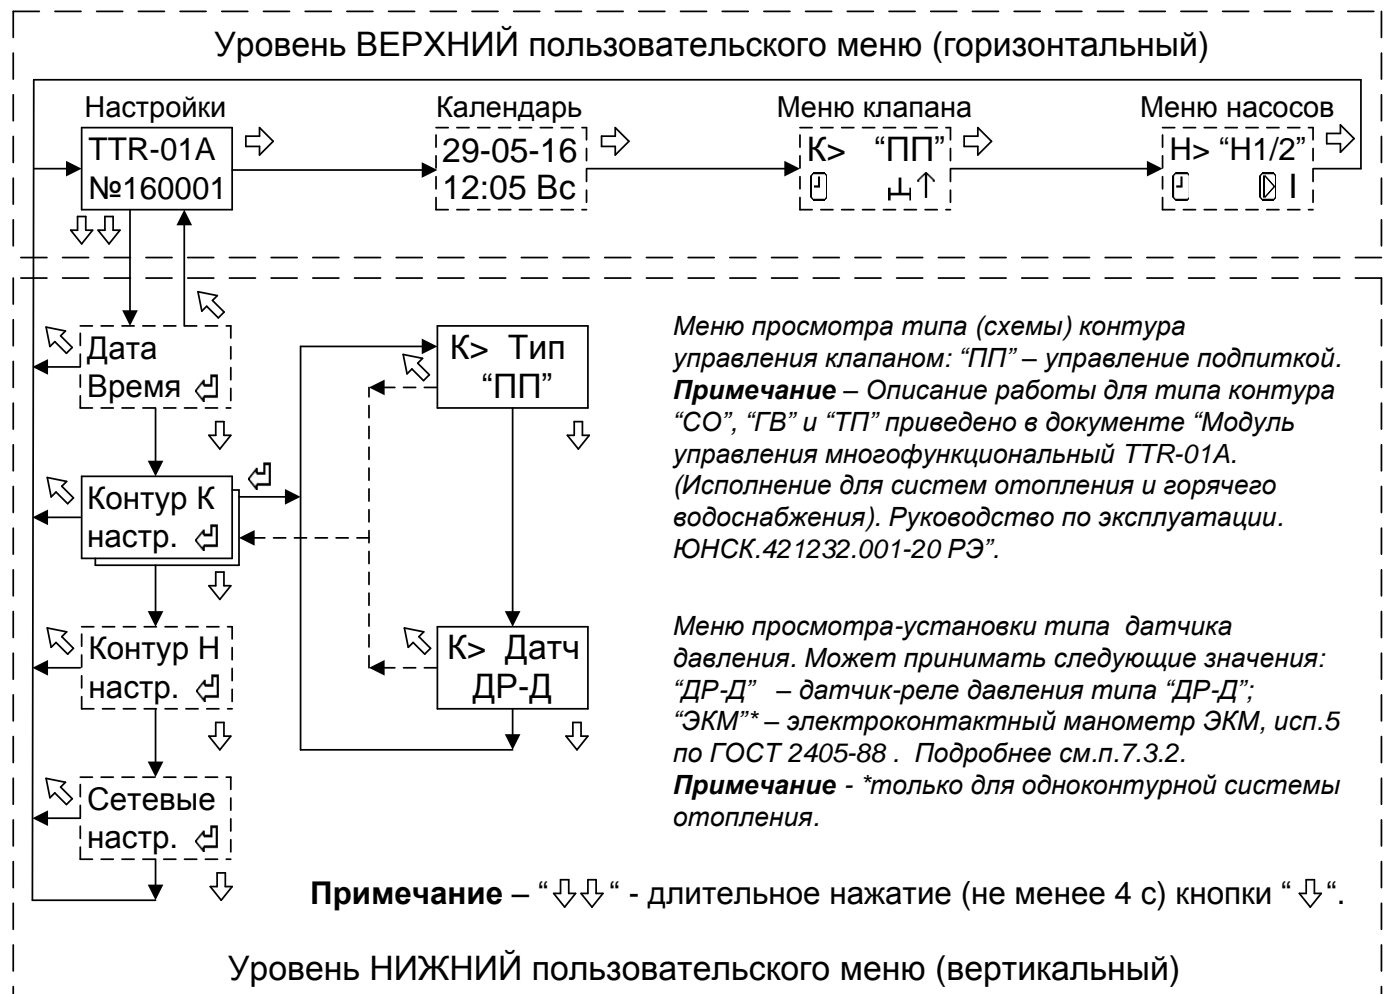 Уровень ВЕРХНИЙ пользовательского меню (горизонтальный)
Настройки
TTR-01A
№160001
Календарь
29-05-16
12:05 Вс
Меню клапана
К> “ПП”
Меню насосов
Н> “Н1/2”
I
Дата
Время
Контур К
настр.
Контур Н
настр.
Сетевые
настр.
К> Тип
“ПП”
К> Датч
ДР-Д
Меню просмотра типа (схемы) контура
управления клапаном: “ПП” – управление подпиткой.
Примечание – Описание работы для типа контура
“СО”, “ГВ” и “ТП” приведено в документе “Модуль
управления многофункциональный TTR-01A.
(Исполнение для систем отопления и горячего
водоснабжения). Руководство по эксплуатации.
ЮНСК.421232.001-20 РЭ”.
Меню просмотра-установки типа датчика
давления. Может принимать следующие значения:
“ДР-Д” – датчик-реле давления типа “ДР-Д”;
“ЭКМ”* – электроконтактный манометр ЭКМ, исп.5
по ГОСТ 2405-88 . Подробнее см.п.7.3.2.
Примечание - *только для одноконтурной системы
отопления.
Примечание – “⇩⇩“ - длительное нажатие (не менее 4 с) кнопки “ ⇩“.
Уровень НИЖНИЙ пользовательского меню (вертикальный)